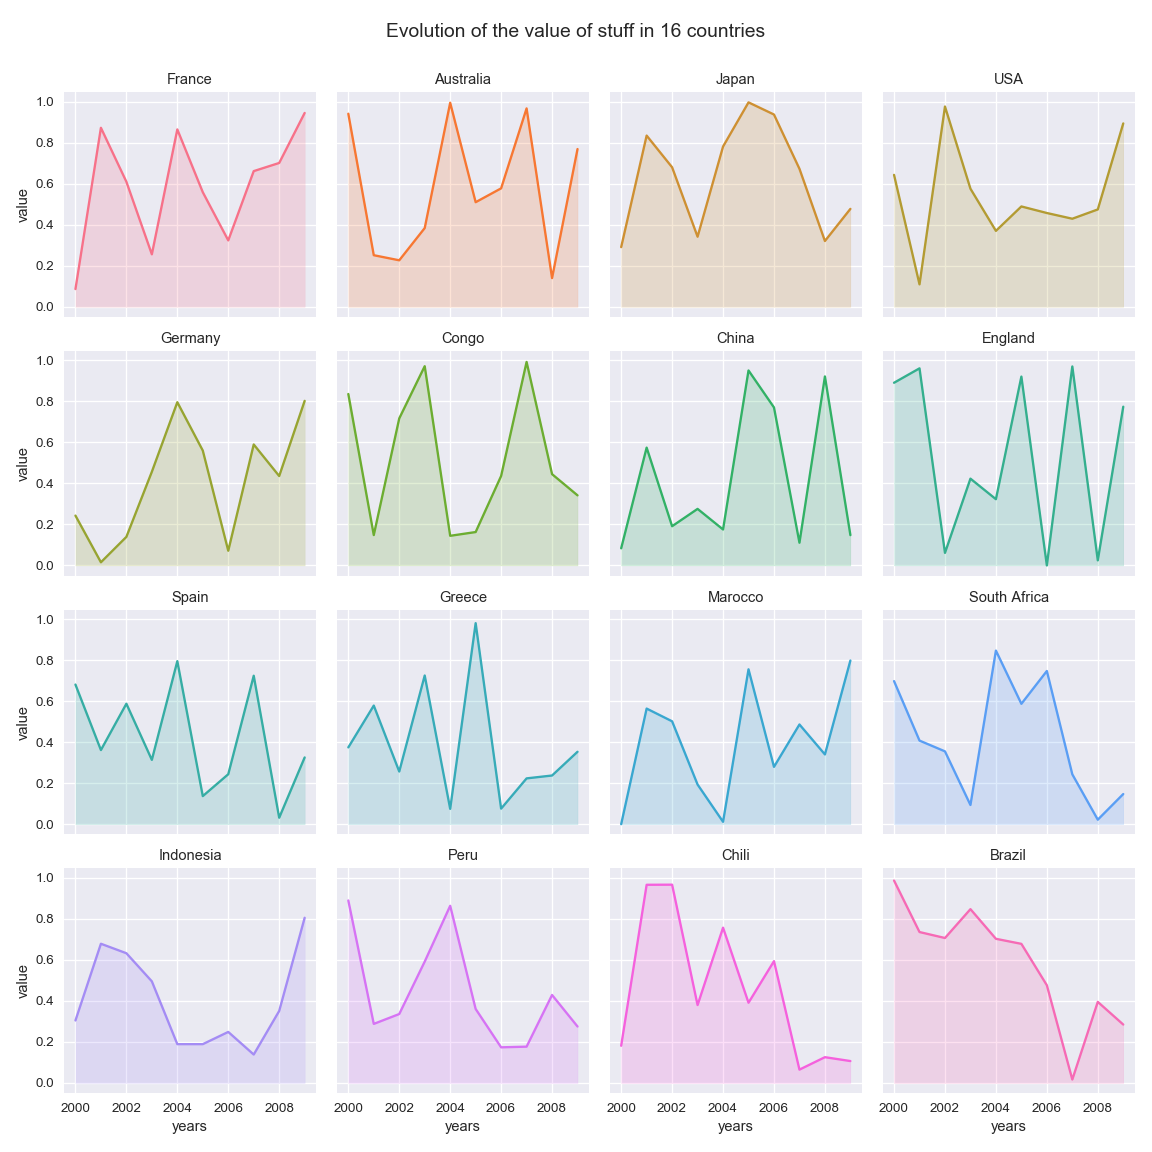 Evolution of the value of stuff in 16 countries
France Australia Japan USA
1.0
0.8
0.6
0.4
0.2
0.0
value
Germany Congo China England
1.0
0.8
0.6
0.4
0.2
0.0
value
Spain Greece Marocco South Africa
1.0
0.8
0.6
0.4
0.2
0.0
value
Indonesia Peru Chili Brazil
1.0
0.8
0.6
0.4
0.2
0.0
value
2000 2002 2004 2006 2008 2000 2002 2004 2006 2008 2000 2002 2004 2006 2008 2000 2002 2004 2006 2008
years years years years